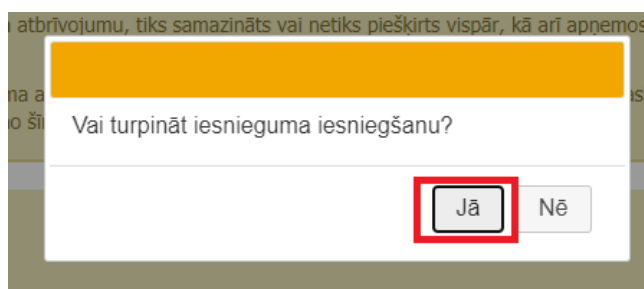 atbrīvojumu, tiks samazināts vai netiks piešķirts vispār, kā arī apņemos
Vai turpināt iesnieguma iesniegšanu?
Jā Nē